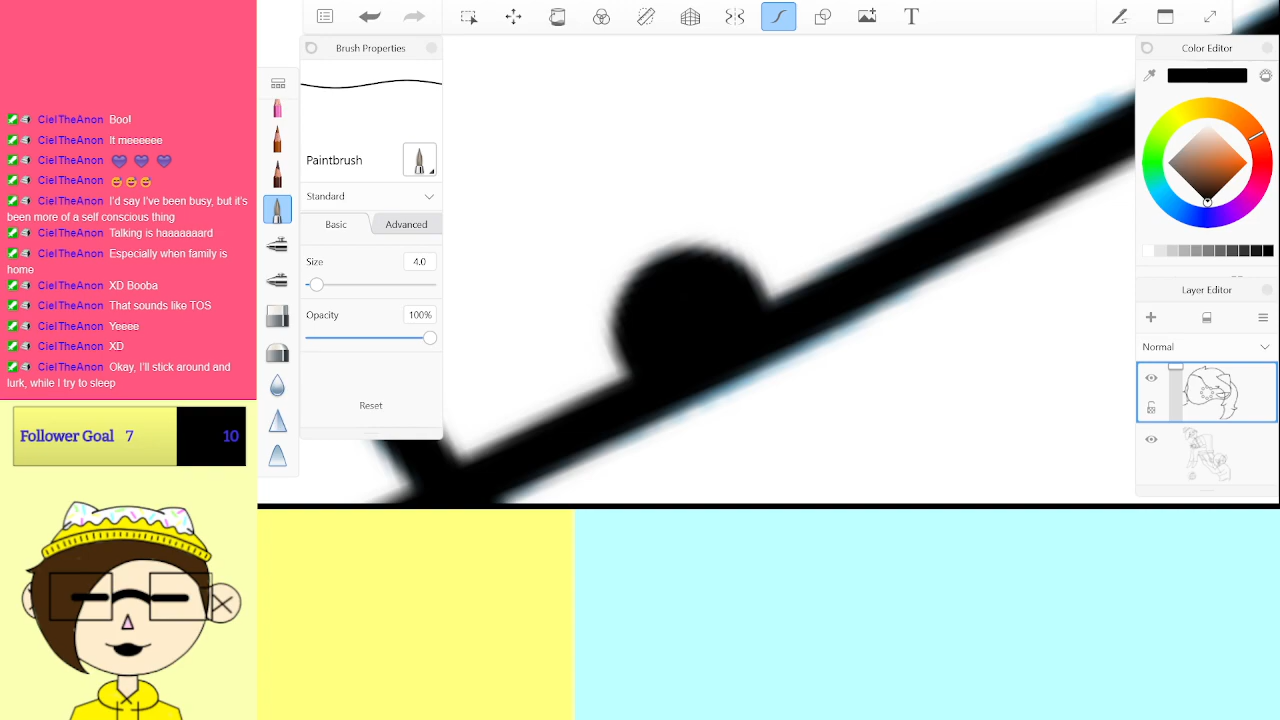 CielTheAnon Boo!
CielTheAnon It meeeeee
CielTheAnon 💜 💜 💜
CielTheAnon 😅 😅 😅
CielTheAnon I'd say I've been busy, but it's
been more of a self conscious thing
CielTheAnon Talking is haaaaaaard
CielTheAnon Especially when family is
home
CielTheAnon XD Booba
CielTheAnon That sounds like TOS
CielTheAnon Yeeee
CielTheAnon XD
CielTheAnon Okay, I'll stick around and
lurk, while I try to sleep
Follower Goal 7 10
T
Brush Properties
Paintbrush
Standard
Basic Advanced
Size 4.0
Opacity 100%
Reset
Color Editor
Layer Editor
Normal